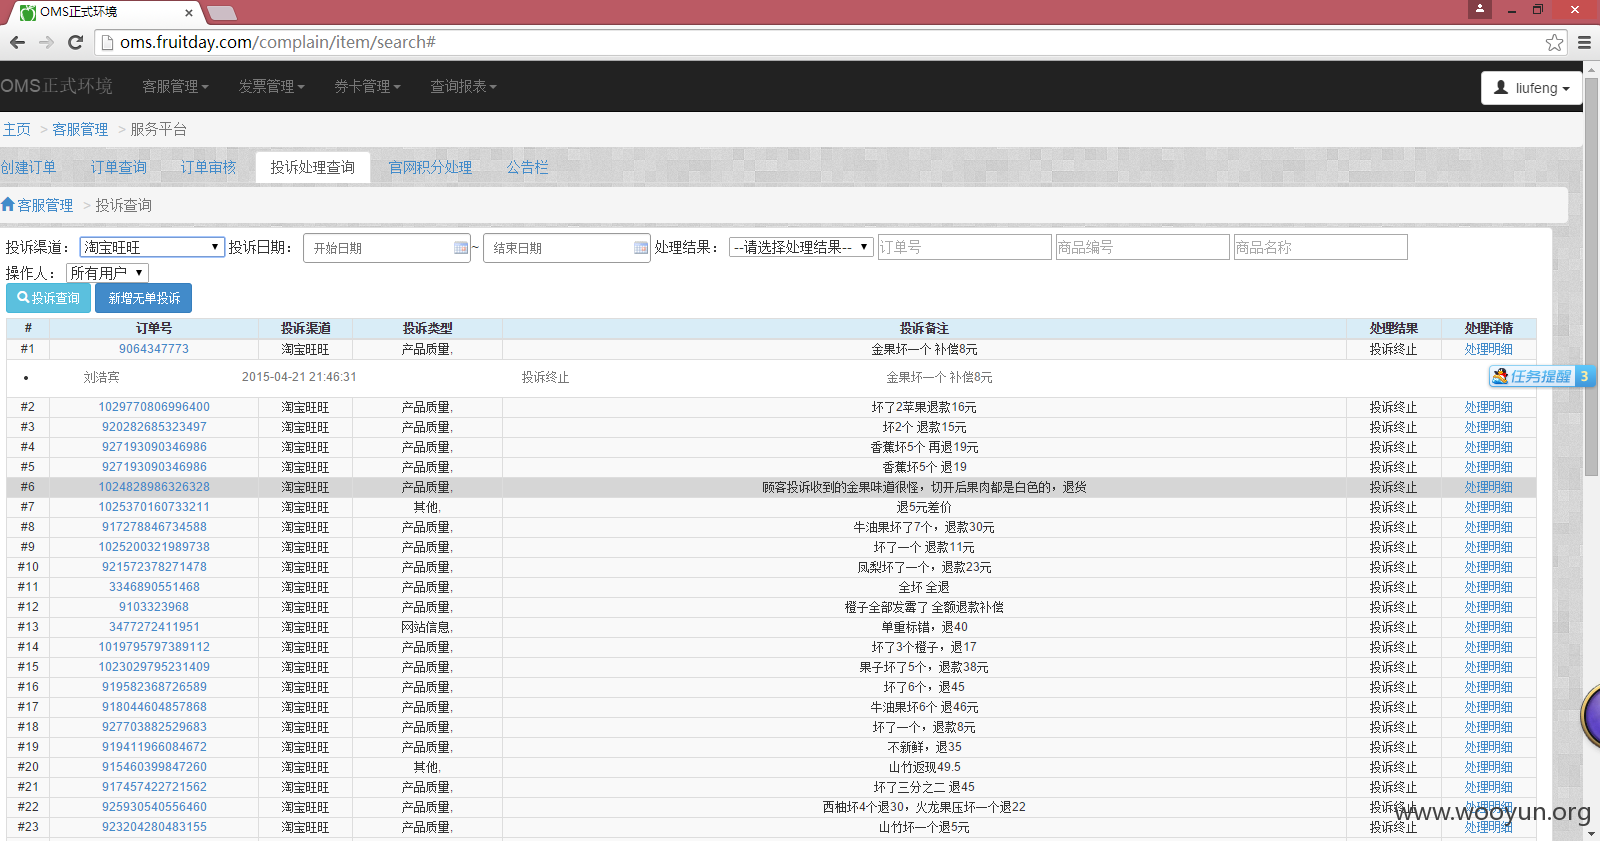 OMS正式环境
oms.fruitday.com/complain/item/search#
OMS正式环境 客服管理 发票管理 券卡管理 查询报表 liufeng
主页 > 客服管理 > 服务平台
创建订单 订单查询 订单审核 投诉处理查询 官网积分处理 公告栏
客服管理 > 投诉查询
投诉渠道： 淘宝旺旺 投诉日期： 开始日期 ~ 结束日期 处理结果： --请选择处理结果-- 订单号 商品编号 商品名称
操作人： 所有用户
投诉查询 新增无单投诉
# 订单号 投诉渠道 投诉类型 投诉备注 处理结果 处理详情
#1 9064347773 淘宝旺旺 产品质量, 金果坏一个 补偿8元 投诉终止 处理明细
• 刘洁宾 2015-04-21 21:46:31 投诉终止 金果坏一个 补偿8元
任务提醒 3
#2 1029770806996400 淘宝旺旺 产品质量, 坏了2苹果退款16元 投诉终止 处理明细
#3 920282685323497 淘宝旺旺 产品质量, 坏2个 退款15元 投诉终止 处理明细
#4 927193090346986 淘宝旺旺 产品质量, 香蕉坏5个 再退19元 投诉终止 处理明细
#5 927193090346986 淘宝旺旺 产品质量, 香蕉坏5个 退19 投诉终止 处理明细
#6 1024828986326328 淘宝旺旺 产品质量, 顾客投诉收到的金果味道很怪，切开后果肉都是白色的，退货 投诉终止 处理明细
#7 1025370160733211 淘宝旺旺 其他, 退5元差价 投诉终止 处理明细
#8 917278846734588 淘宝旺旺 产品质量, 牛油果坏了7个，退款30元 投诉终止 处理明细
#9 1025200321989738 淘宝旺旺 产品质量, 坏了一个 退款11元 投诉终止 处理明细
#10 921572378271478 淘宝旺旺 产品质量, 凤梨坏了一个，退款23元 投诉终止 处理明细
#11 3346890551468 淘宝旺旺 产品质量, 全坏 全退 投诉终止 处理明细
#12 9103323968 淘宝旺旺 产品质量, 橙子全部发霉了 全额退款补偿 投诉终止 处理明细
#13 3477272411951 淘宝旺旺 网站信息, 单重标错，退40 投诉终止 处理明细
#14 1019795797389112 淘宝旺旺 产品质量, 坏了3个橙子，退17 投诉终止 处理明细
#15 1023029795231409 淘宝旺旺 产品质量, 果子坏了5个，退款38元 投诉终止 处理明细
#16 919582368726589 淘宝旺旺 产品质量, 坏了6个，退45 投诉终止 处理明细
#17 918044604857868 淘宝旺旺 产品质量, 牛油果坏6个 退46元 投诉终止 处理明细
#18 927703882529683 淘宝旺旺 产品质量, 坏了一个，退款8元 投诉终止 处理明细
#19 919411966084672 淘宝旺旺 产品质量, 不新鲜，退35 投诉终止 处理明细
#20 915460399847260 淘宝旺旺 其他, 山竹返现49.5 投诉终止 处理明细
#21 917457422721562 淘宝旺旺 产品质量, 坏了三分之二 退45 投诉终止 处理明细
#22 925930540556460 淘宝旺旺 产品质量, 西柚坏4个退30，火龙果压坏一个退22 投诉终止 处理明细
www.wooyun.org
#23 923204280483155 淘宝旺旺 产品质量, 山竹坏一个退5元 投诉终止 处理明细